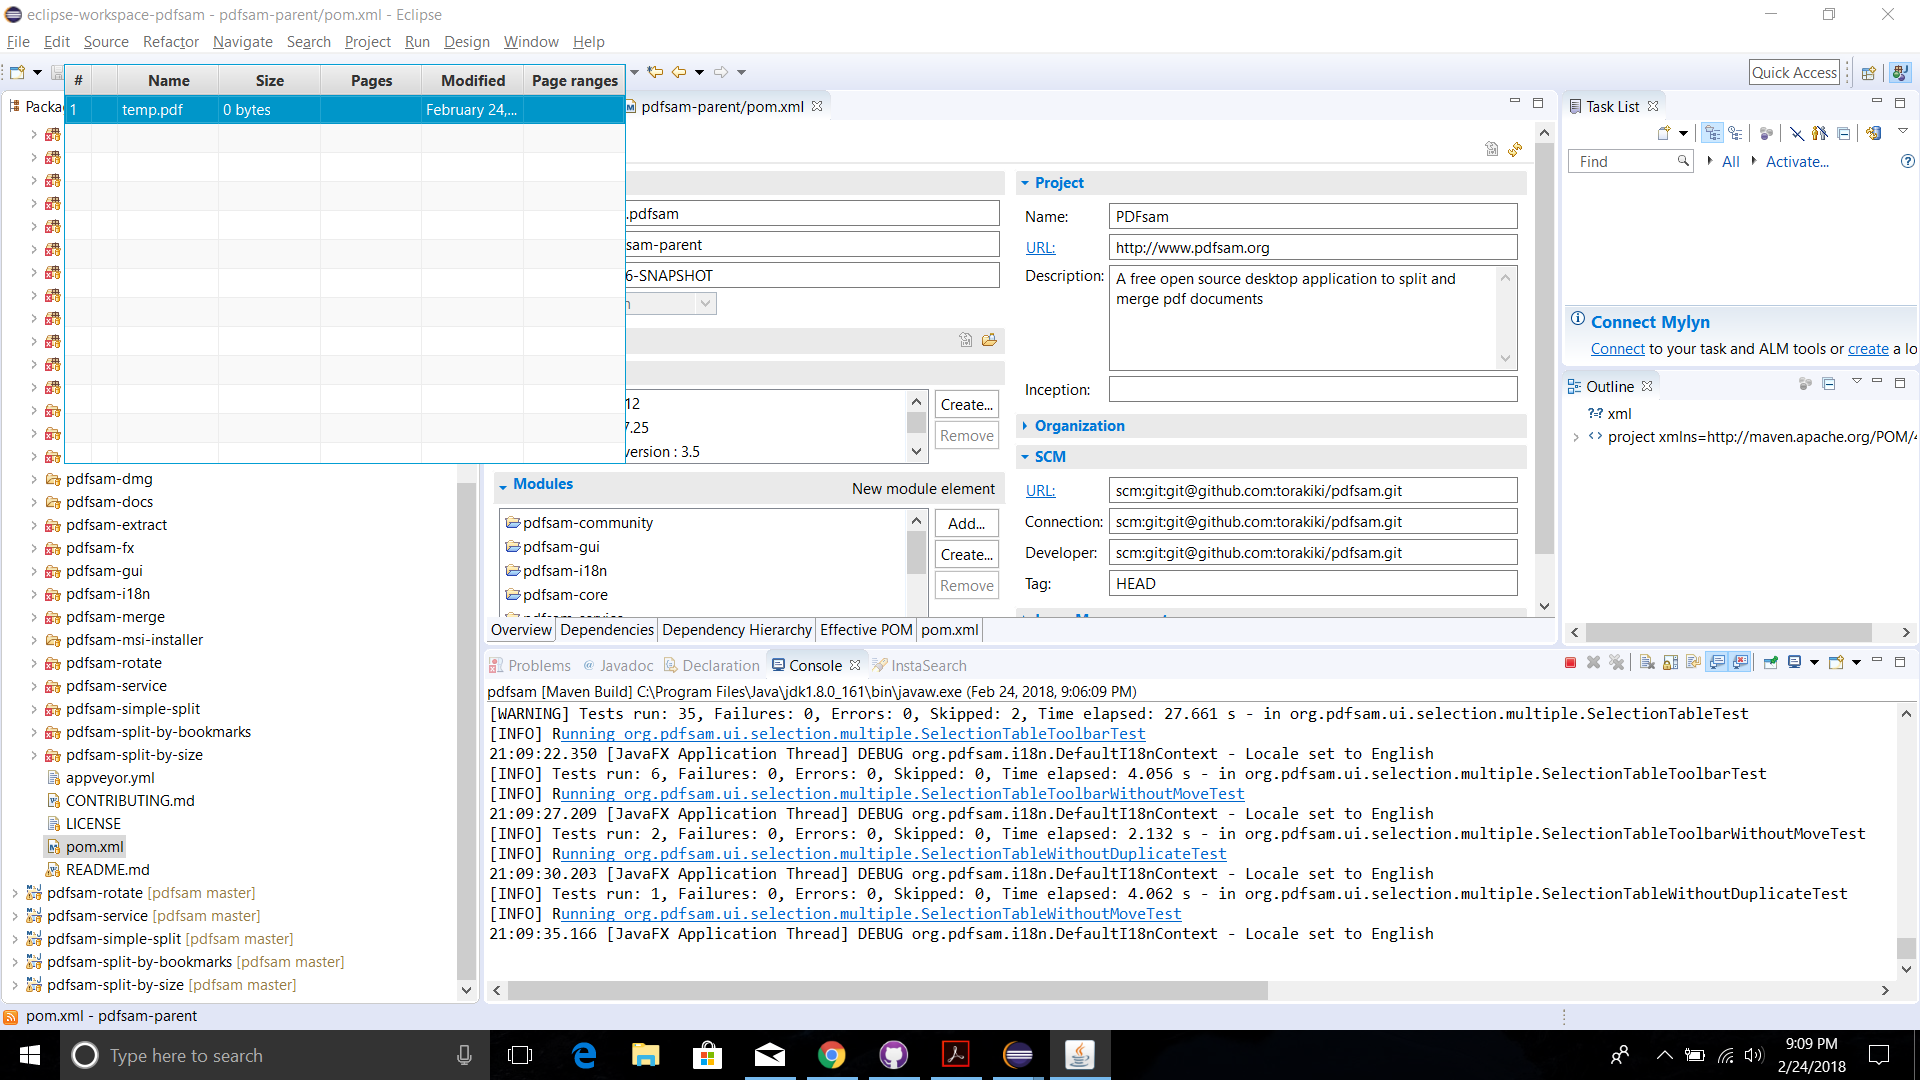 eclipse-workspace-pdfsam - pdfsam-parent/pom.xml - Eclipse
File Edit Source Refactor Navigate Search Project Run Design Window Help
Quick Access
# Name Size Pages Modified Page ranges
1 temp.pdf 0 bytes February 24,...
Packa
pdfsam-dmg
pdfsam-docs
pdfsam-extract
pdfsam-fx
pdfsam-gui
pdfsam-i18n
pdfsam-merge
pdfsam-msi-installer
pdfsam-rotate
pdfsam-service
pdfsam-simple-split
pdfsam-split-by-bookmarks
pdfsam-split-by-size
appveyor.yml
CONTRIBUTING.md
LICENSE
pom.xml
README.md
pdfsam-rotate [pdfsam master]
pdfsam-service [pdfsam master]
pdfsam-simple-split [pdfsam master]
pdfsam-split-by-bookmarks [pdfsam master]
pdfsam-split-by-size [pdfsam master]
pdfsam-parent/pom.xml
.pdfsam
sam-parent
6-SNAPSHOT
12
7.25
version : 3.5
Create...
Remove
Modules
New module element
pdfsam-community
pdfsam-gui
pdfsam-i18n
pdfsam-core
Add...
Create...
Remove
Project
Name: PDFsam
URL: http://www.pdfsam.org
Description: A free open source desktop application to split and
merge pdf documents
Inception:
Organization
SCM
URL: scm:git:git@github.com:torakiki/pdfsam.git
Connection: scm:git:git@github.com:torakiki/pdfsam.git
Developer: scm:git:git@github.com:torakiki/pdfsam.git
Tag: HEAD
Overview Dependencies Dependency Hierarchy Effective POM pom.xml
Task List
Find All Activate...
Connect Mylyn
Connect to your task and ALM tools or create a lo
Outline
?-? xml
<> project xmlns=http://maven.apache.org/POM/4
Problems @ Javadoc Declaration Console InstaSearch
pdfsam [Maven Build] C:\Program Files\Java\jdk1.8.0_161\bin\javaw.exe (Feb 24, 2018, 9:06:09 PM)
[WARNING] Tests run: 35, Failures: 0, Errors: 0, Skipped: 2, Time elapsed: 27.661 s - in org.pdfsam.ui.selection.multiple.SelectionTableTest
[INFO] Running org.pdfsam.ui.selection.multiple.SelectionTableToolbarTest
21:09:22.350 [JavaFX Application Thread] DEBUG org.pdfsam.i18n.DefaultI18nContext - Locale set to English
[INFO] Tests run: 6, Failures: 0, Errors: 0, Skipped: 0, Time elapsed: 4.056 s - in org.pdfsam.ui.selection.multiple.SelectionTableToolbarTest
[INFO] Running org.pdfsam.ui.selection.multiple.SelectionTableToolbarWithoutMoveTest
21:09:27.209 [JavaFX Application Thread] DEBUG org.pdfsam.i18n.DefaultI18nContext - Locale set to English
[INFO] Tests run: 2, Failures: 0, Errors: 0, Skipped: 0, Time elapsed: 2.132 s - in org.pdfsam.ui.selection.multiple.SelectionTableToolbarWithoutMoveTest
[INFO] Running org.pdfsam.ui.selection.multiple.SelectionTableWithoutDuplicateTest
21:09:30.203 [JavaFX Application Thread] DEBUG org.pdfsam.i18n.DefaultI18nContext - Locale set to English
[INFO] Tests run: 1, Failures: 0, Errors: 0, Skipped: 0, Time elapsed: 4.062 s - in org.pdfsam.ui.selection.multiple.SelectionTableWithoutDuplicateTest
[INFO] Running org.pdfsam.ui.selection.multiple.SelectionTableWithoutMoveTest
21:09:35.166 [JavaFX Application Thread] DEBUG org.pdfsam.i18n.DefaultI18nContext - Locale set to English
pom.xml - pdfsam-parent
Type here to search
9:09 PM
2/24/2018